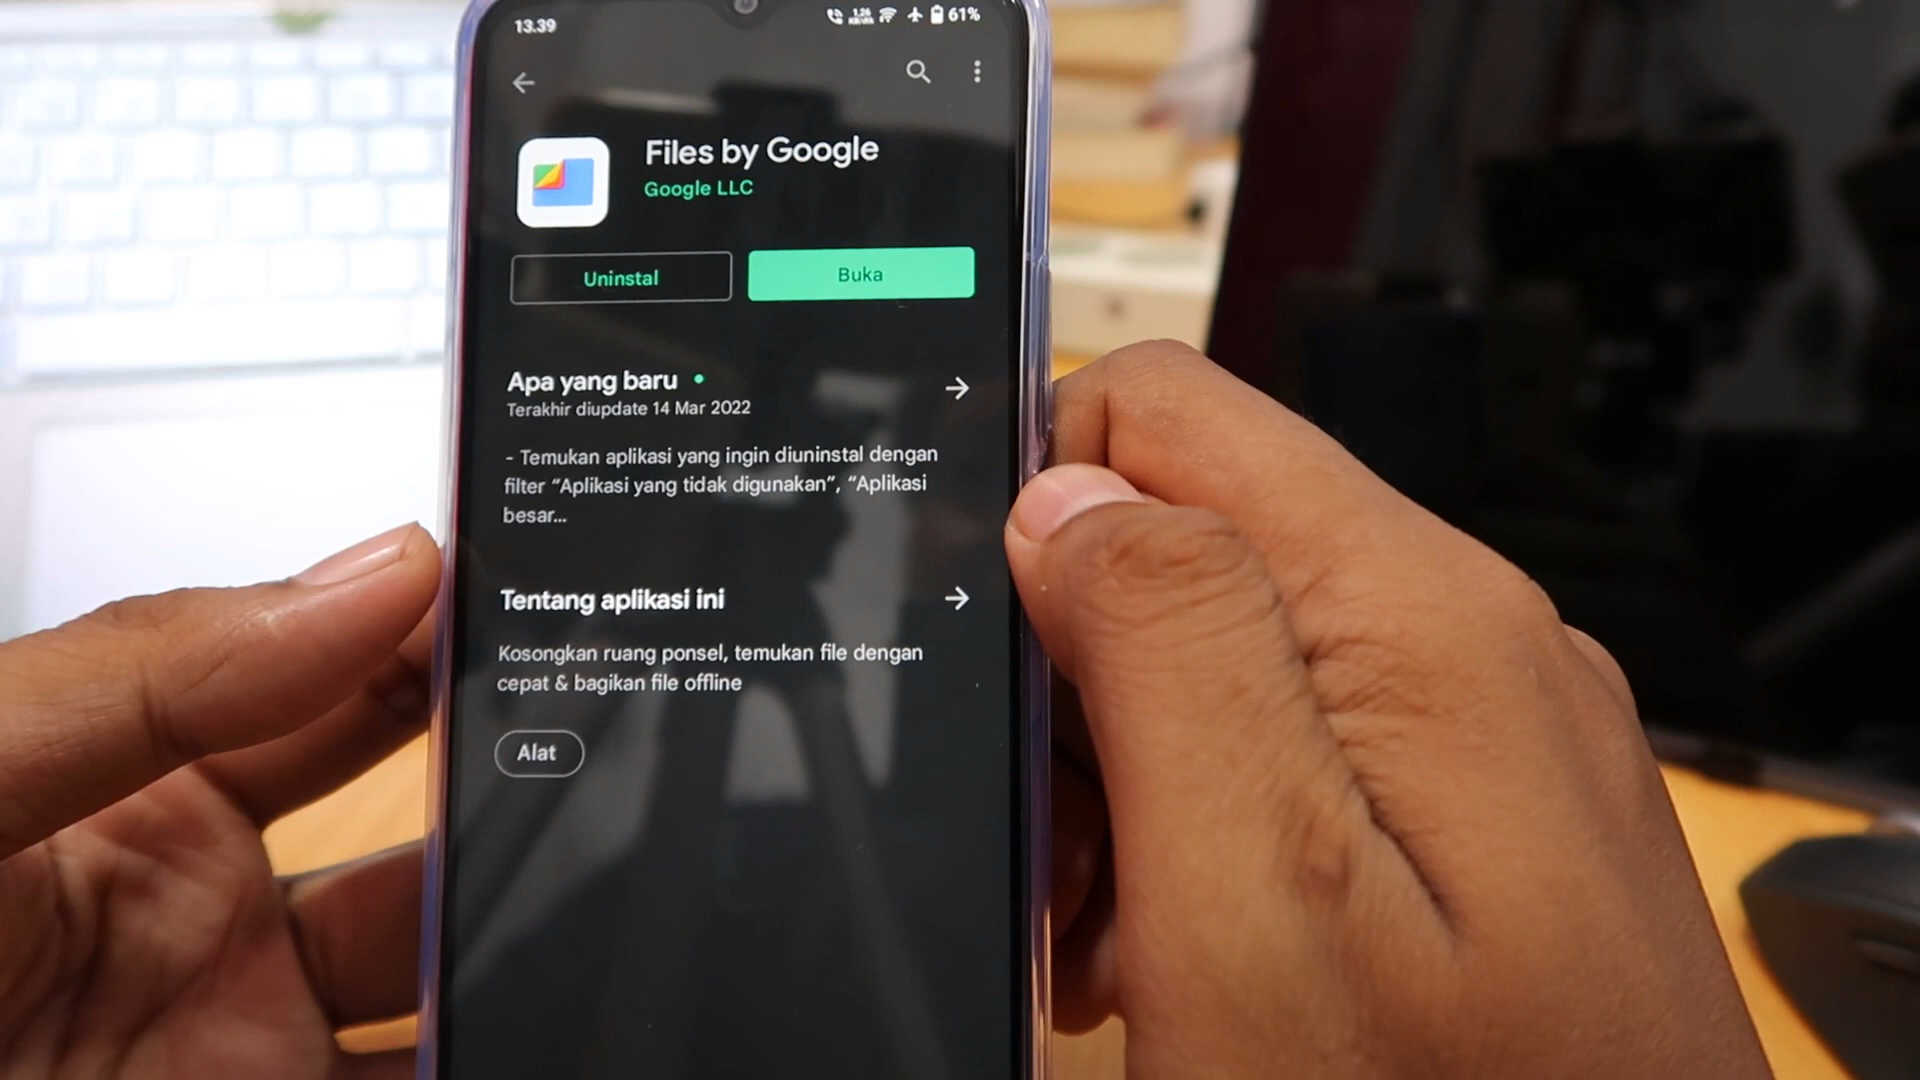 13.39
1,26
61%
Files by Google
Google LLC
Uninstal
Buka
Apa yang baru
Terakhir diupdate 14 Mar 2022
- Temukan aplikasi yang ingin diuninstal dengan
filter “Aplikasi yang tidak digunakan”, “Aplikasi
besar...
Tentang aplikasi ini
Kosongkan ruang ponsel, temukan file dengan
cepat & bagikan file offline
Alat